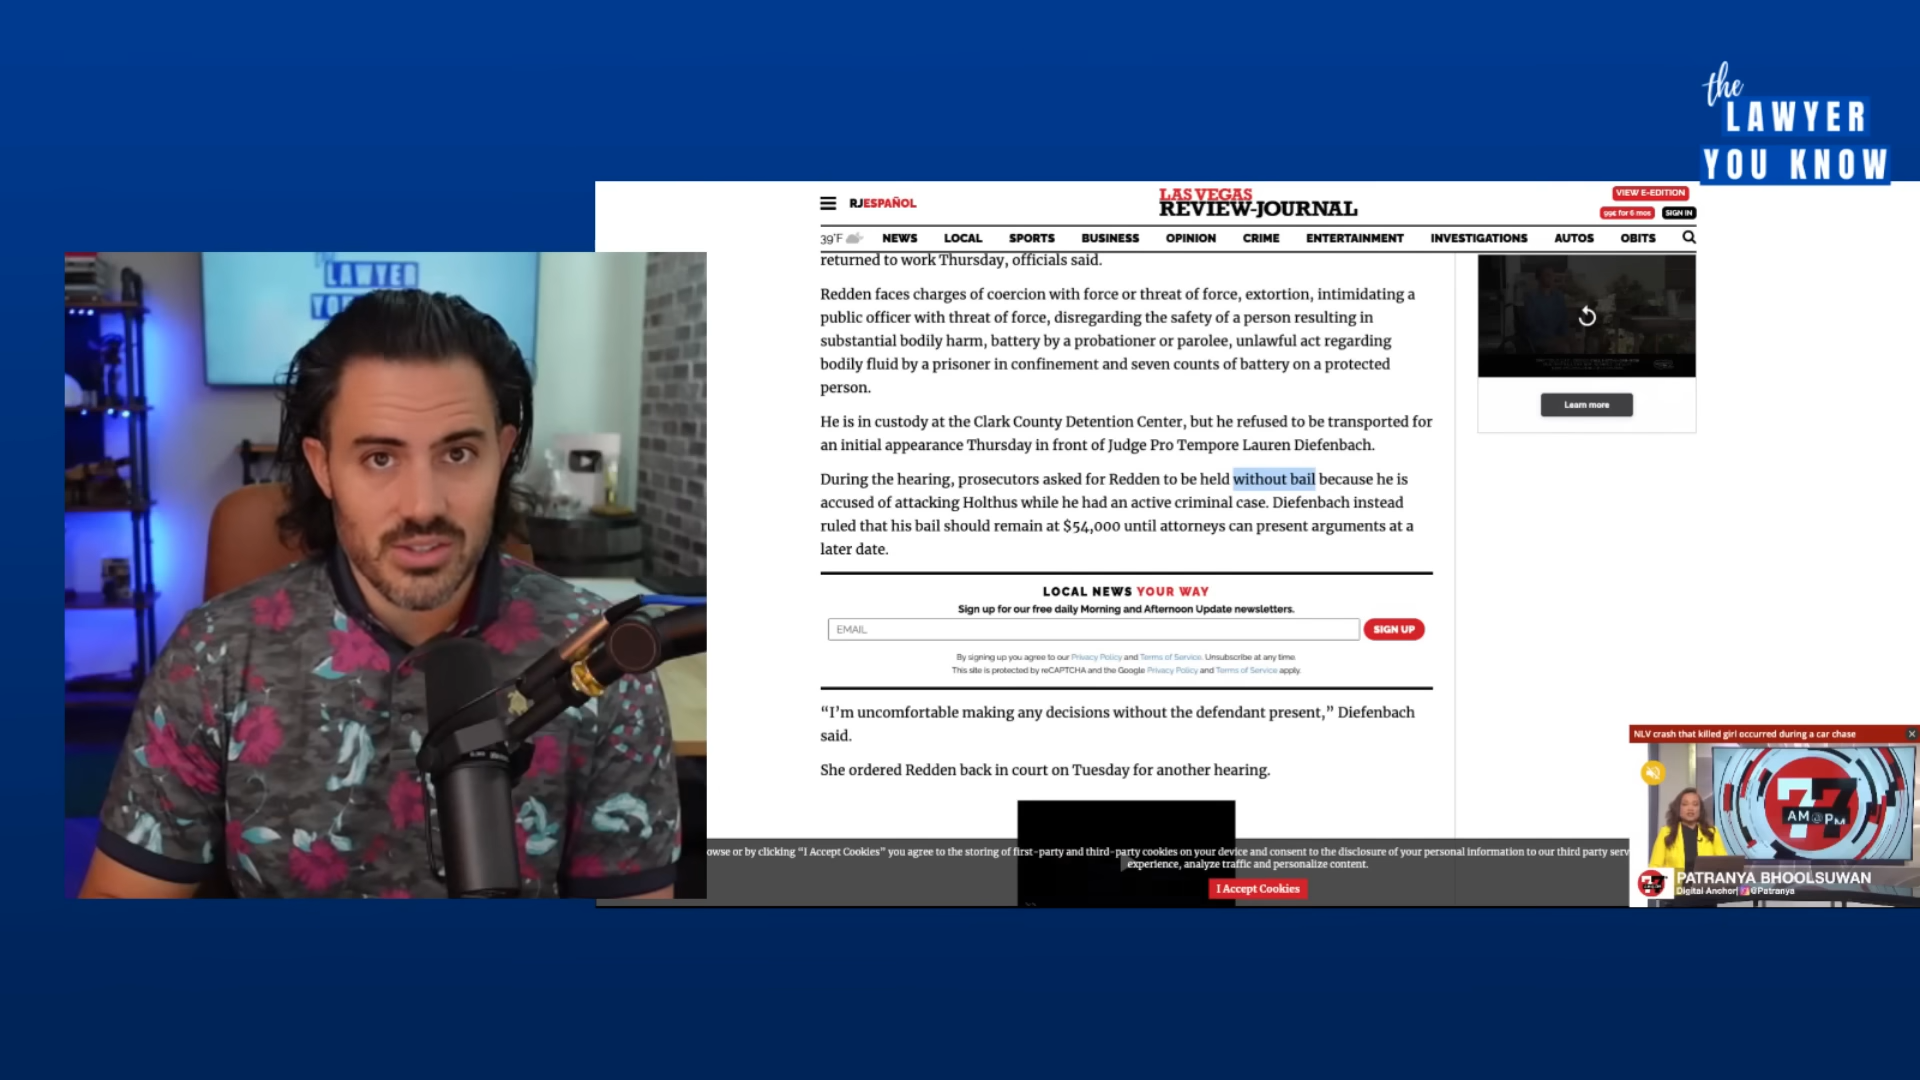 the
LAWYER
YOU KNOW
RJESPAÑOL
LAS VEGAS
REVIEW-JOURNAL
VIEW E-EDITION
99¢ for 6 mos
SIGN IN
39°F
NEWS
LOCAL
SPORTS
BUSINESS
OPINION
CRIME
ENTERTAINMENT
INVESTIGATIONS
AUTOS
OBITS
returned to work Thursday, officials said.
Redden faces charges of coercion with force or threat of force, extortion, intimidating a
public officer with threat of force, disregarding the safety of a person resulting in
substantial bodily harm, battery by a probationer or parolee, unlawful act regarding
bodily fluid by a prisoner in confinement and seven counts of battery on a protected
person.
He is in custody at the Clark County Detention Center, but he refused to be transported for
an initial appearance Thursday in front of Judge Pro Tempore Lauren Diefenbach.
During the hearing, prosecutors asked for Redden to be held without bail because he is
accused of attacking Holthus while he had an active criminal case. Diefenbach instead
ruled that his bail should remain at $54,000 until attorneys can present arguments at a
later date.
LOCAL NEWS YOUR WAY
Sign up for our free daily Morning and Afternoon Update newsletters.
EMAIL
SIGN UP
By signing up you agree to our Privacy Policy and Terms of Service. Unsubscribe at any time.
This site is protected by reCAPTCHA and the Google Privacy Policy and Terms of Service apply.
“I’m uncomfortable making any decisions without the defendant present,” Diefenbach
said.
She ordered Redden back in court on Tuesday for another hearing.
Learn more
owse or by clicking “I Accept Cookies” you agree to the storing of first-party and third-party cookies on your device and consent to the disclosure of your personal information to our third party serv
experience, analyze traffic and personalize content.
I Accept Cookies
NLV crash that killed girl occurred during a car chase
77
AM PM
PATRANYA BHOOLSUWAN
Digital Anchor| @Patranya
LAWYER
YO